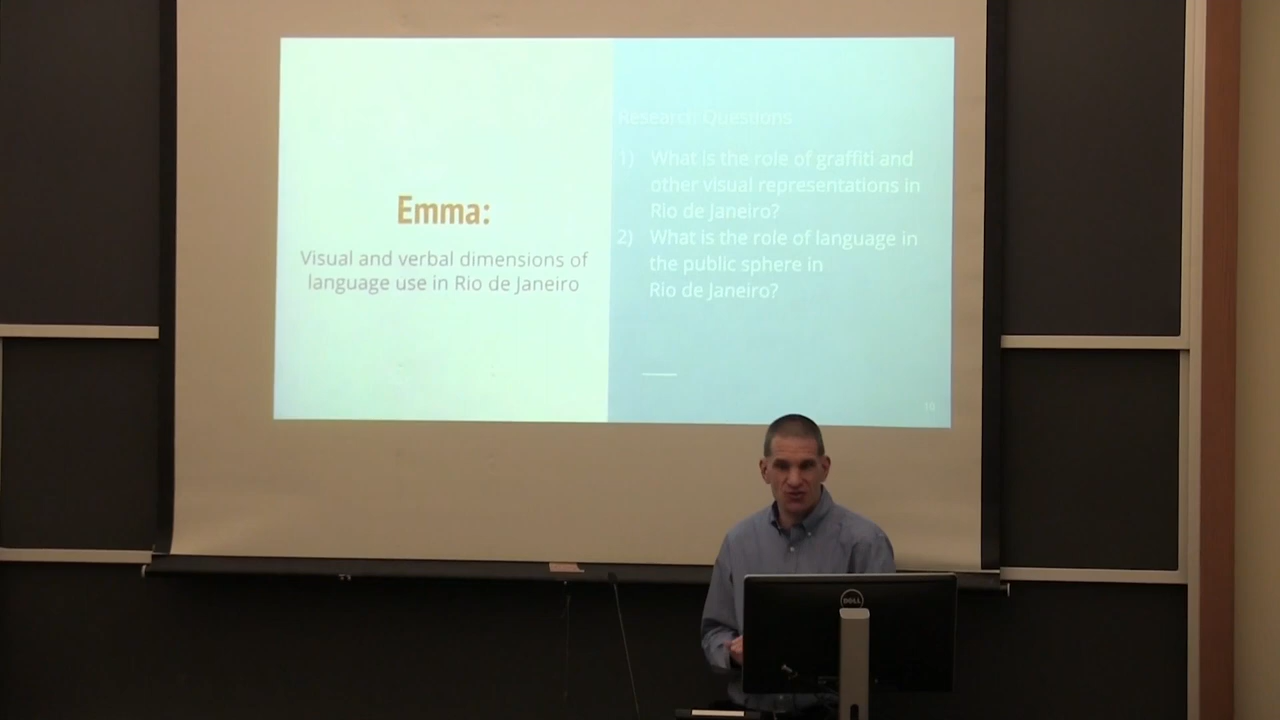 Emma:
Visual and verbal dimensions of
language use in Rio de Janeiro
Research Questions
1) What is the role of graffiti and
other visual representations in
Rio de Janeiro?
2) What is the role of language in
the public sphere in
Rio de Janeiro?
10
DELL